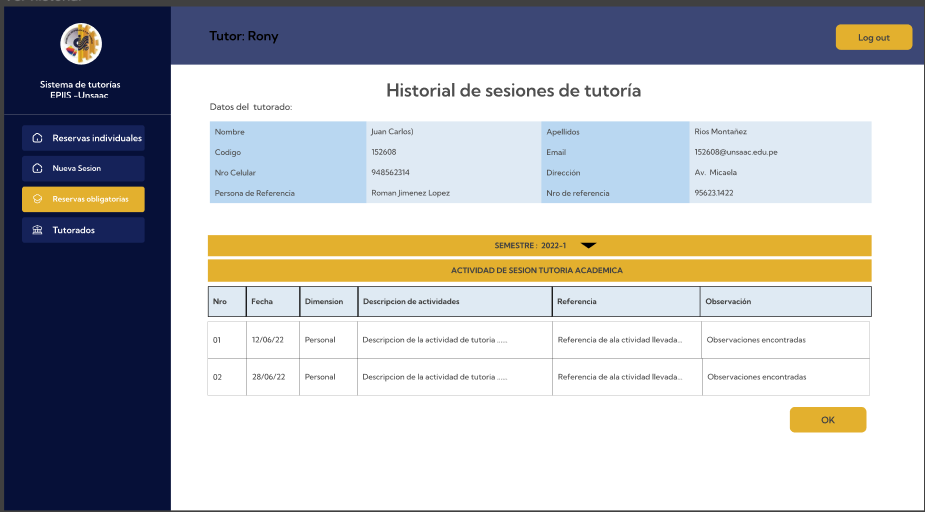 Ver historial
Tutor: Rony
Log out
Sistema de tutorías
EPIIS -Unsaac
Reservas individuales
Nueva Sesion
Reservas obligatorias
Tutorados
Historial de sesiones de tutoría
Datos del tutorado:
Nombre Juan Carlos) Apellidos Rios Montañez
Codigo 152608 Email 152608@unsaac.edu.pe
Nro Celular 948562314 Dirección Av. Micaela
Persona de Referencia Roman Jimenez Lopez Nro de referencia 956231422
SEMESTRE : 2022-1
ACTIVIDAD DE SESION TUTORIA ACADEMICA
Nro Fecha Dimension Descripcion de actividades Referencia Observación
01 12/06/22 Personal Descripcion de la actividad de tutoria ...... Referencia de ala ctividad llevada... Observaciones encontradas
02 28/06/22 Personal Descripcion de la actividad de tutoria ...... Referencia de ala ctividad llevada... Observaciones encontradas
OK